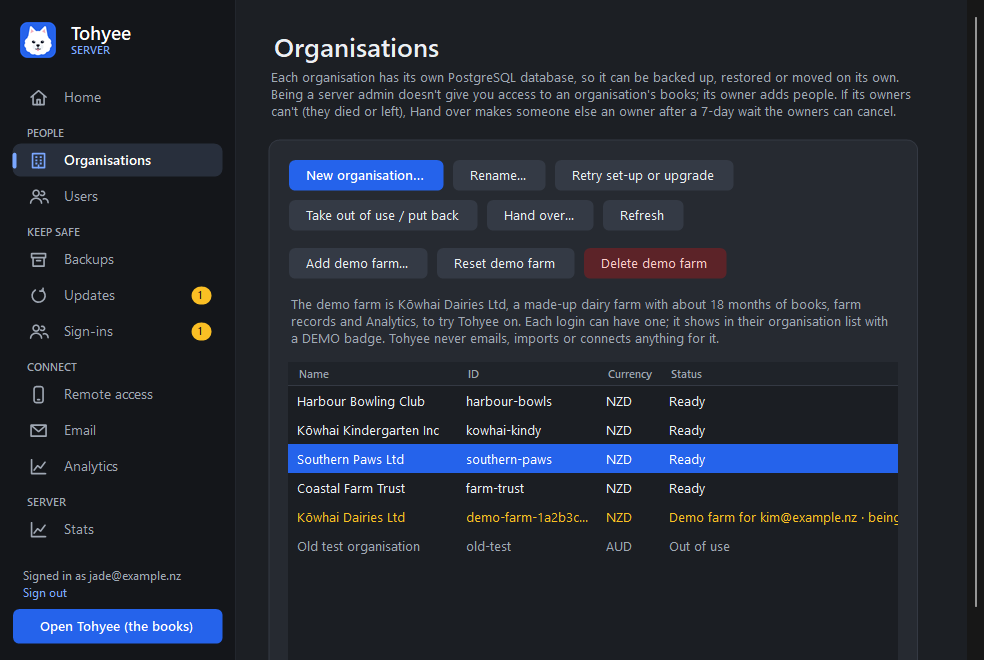 Tohyee
SERVER
Home
PEOPLE
Organisations
Users
KEEP SAFE
Backups
Updates 1
Sign-ins 1
CONNECT
Remote access
Email
Analytics
SERVER
Stats
Signed in as jade@example.nz
Sign out
Open Tohyee (the books)
Organisations
Each organisation has its own PostgreSQL database, so it can be backed up, restored or moved on its own.
Being a server admin doesn't give you access to an organisation's books; its owner adds people. If its owners
can't (they died or left), Hand over makes someone else an owner after a 7-day wait the owners can cancel.
New organisation... Rename... Retry set-up or upgrade
Take out of use / put back Hand over... Refresh
Add demo farm... Reset demo farm Delete demo farm
The demo farm is Kōwhai Dairies Ltd, a made-up dairy farm with about 18 months of books, farm
records and Analytics, to try Tohyee on. Each login can have one; it shows in their organisation list with
a DEMO badge. Tohyee never emails, imports or connects anything for it.
Name ID Currency Status
Harbour Bowling Club harbour-bowls NZD Ready
Kōwhai Kindergarten Inc kowhai-kindy NZD Ready
Southern Paws Ltd southern-paws NZD Ready
Coastal Farm Trust farm-trust NZD Ready
Kōwhai Dairies Ltd demo-farm-1a2b3c... NZD Demo farm for kim@example.nz · being
Old test organisation old-test AUD Out of use